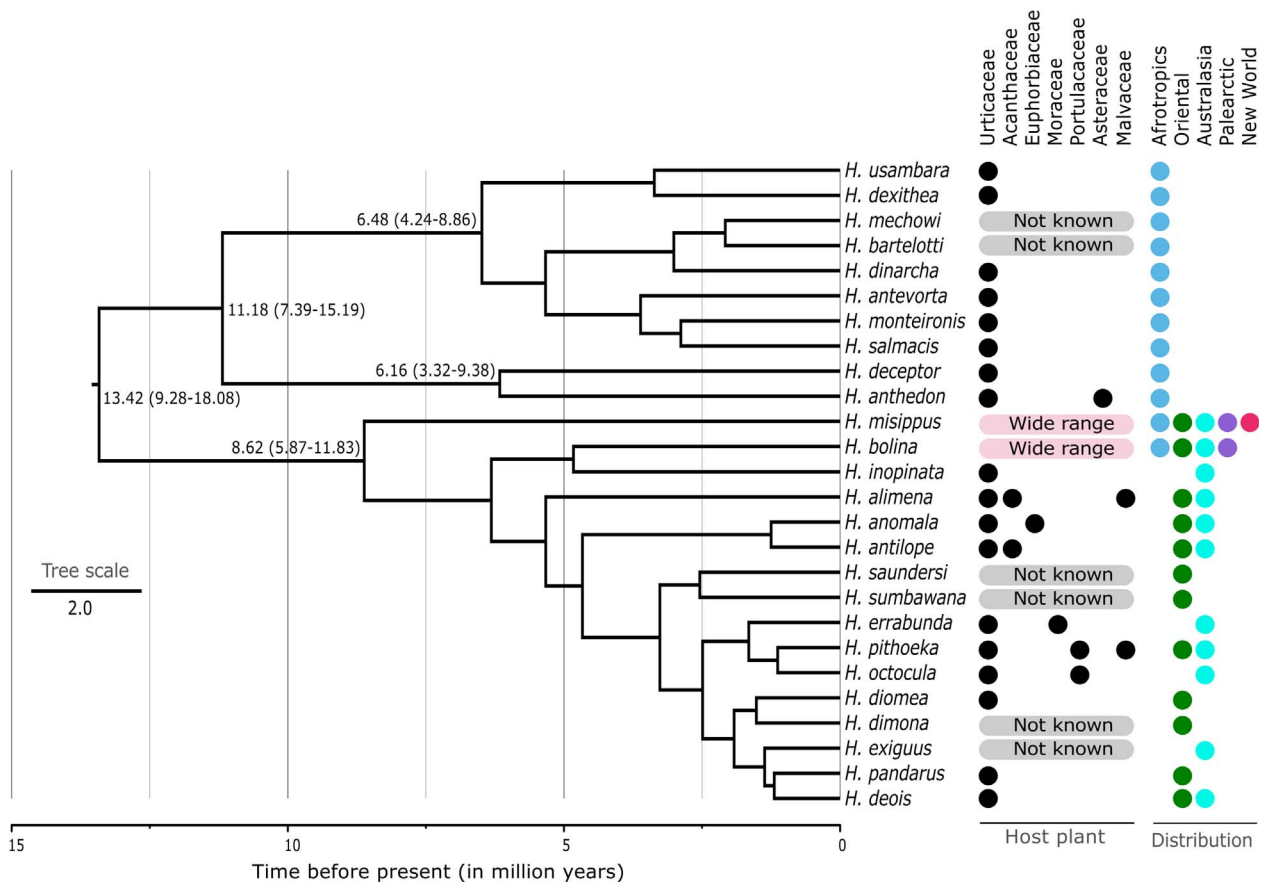 Urticaceae
Acanthaceae
Euphorbiaceae
Moraceae
Portulacaceae
Asteraceae
Malvaceae
Afrotropics
Oriental
Australasia
Palearctic
New World
H. usambara
H. dexithea
6.48 (4.24-8.86)
H. mechowi Not known
H. bartelotti Not known
H. dinarcha
H. antevorta
11.18 (7.39-15.19)
H. monteironis
H. salmacis
6.16 (3.32-9.38)
H. deceptor
H. anthedon
13.42 (9.28-18.08)
H. misippus Wide range
8.62 (5.87-11.83)
H. bolina Wide range
H. inopinata
H. alimena
H. anomala
H. antilope
Tree scale
2.0
H. saundersi Not known
H. sumbawana Not known
H. errabunda
H. pithoeka
H. octocula
H. diomea
H. dimona Not known
H. exiguus Not known
H. pandarus
H. deois
15 10 5 0
Time before present (in million years)
Host plant
Distribution